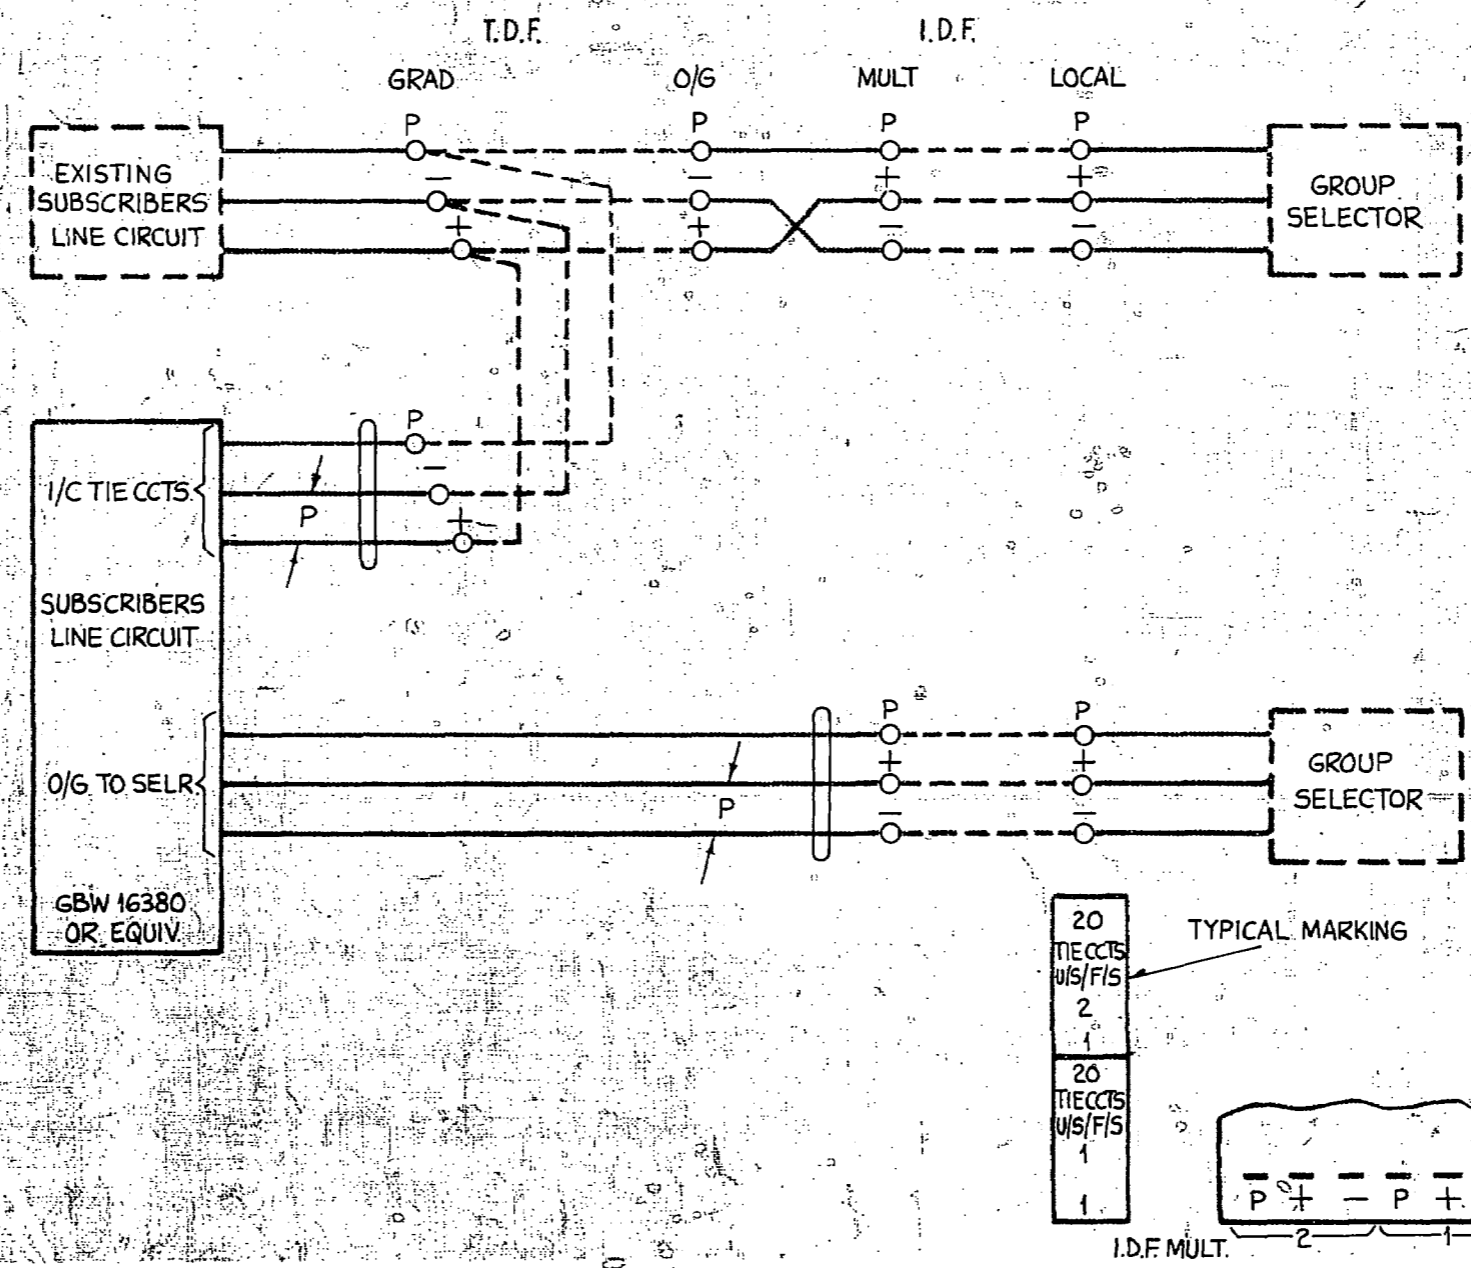 T.D.F. I.D.F.
GRAD O/G MULT LOCAL
P P P P
EXISTING
SUBSCRIBERS
LINE CIRCUIT
− − + +
+ + − −
GROUP
SELECTOR
P
I/C TIE CCTS.
−
P
+
SUBSCRIBERS
LINE CIRCUIT
P P
O/G TO SELR
+ +
P
− −
GROUP
SELECTOR
GBW 16380
OR EQUIV.
20
TIE CCTS
U/S/F/S
2
1
TYPICAL MARKING
20
TIE CCTS
U/S/F/S
1
1
P + − P +
2 1
I.D.F. MULT.